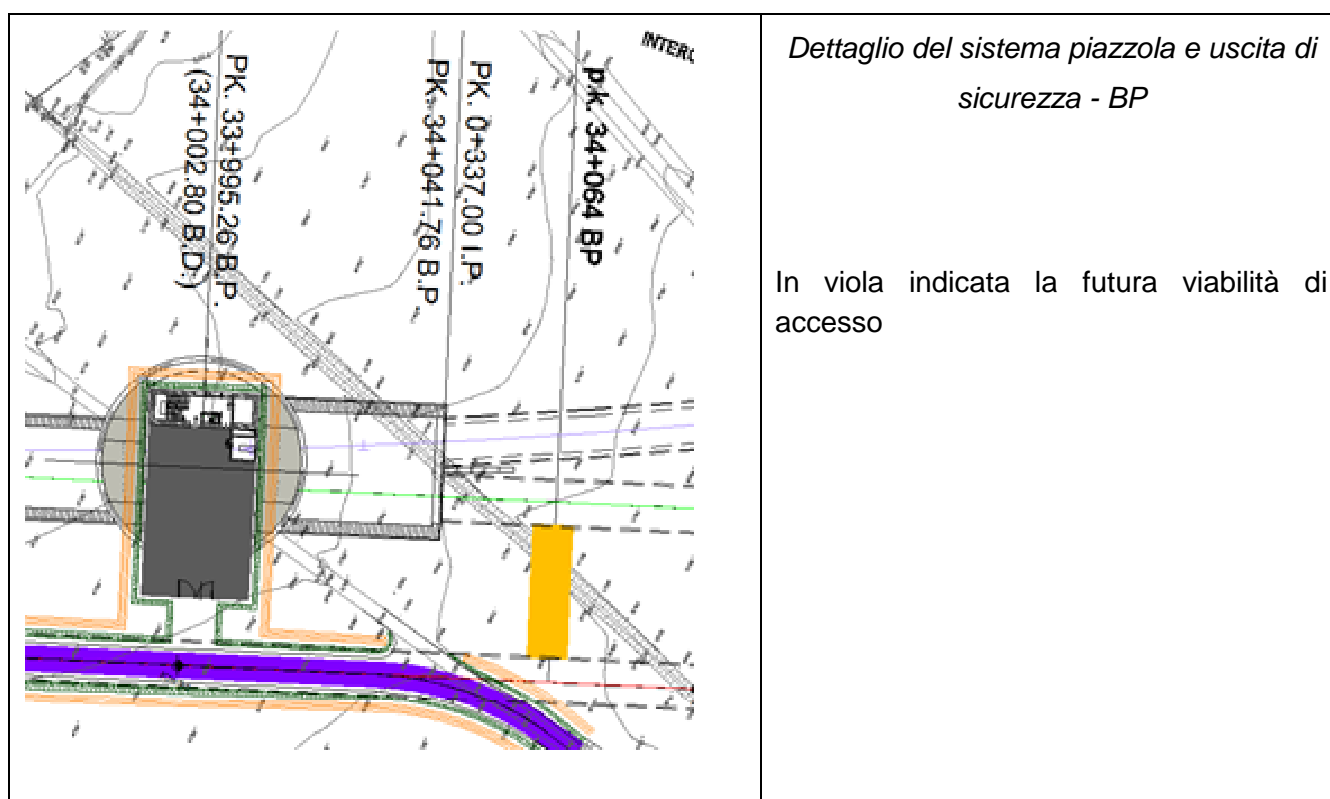 INTERC
PK. 33+995.26 B.P.
(34+002.80 B.D.)
PK. 0+337.00 I.P.
PK. 34+041.76 B.P.
p.k. 34+064 BP
Dettaglio del sistema piazzola e uscita di
sicurezza - BP
In viola indicata la futura viabilità di
accesso